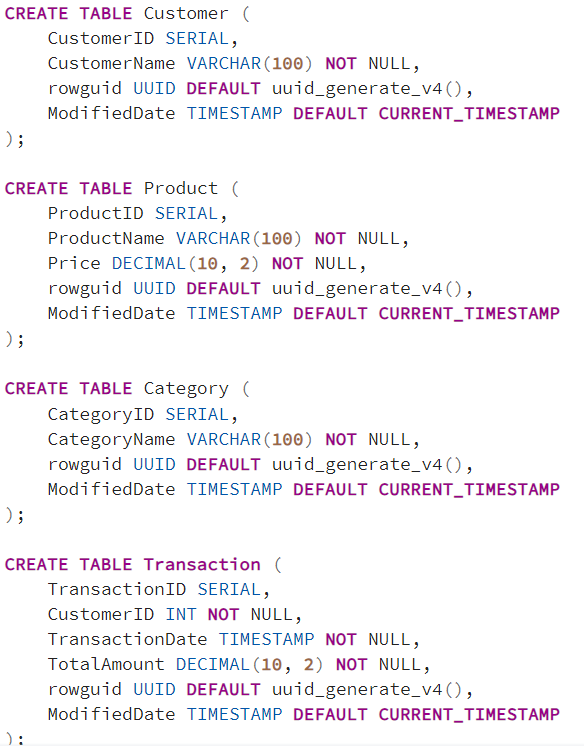 CREATE TABLE Customer (
    CustomerID SERIAL,
    CustomerName VARCHAR(100) NOT NULL,
    rowguid UUID DEFAULT uuid_generate_v4(),
    ModifiedDate TIMESTAMP DEFAULT CURRENT_TIMESTAMP
);

CREATE TABLE Product (
    ProductID SERIAL,
    ProductName VARCHAR(100) NOT NULL,
    Price DECIMAL(10, 2) NOT NULL,
    rowguid UUID DEFAULT uuid_generate_v4(),
    ModifiedDate TIMESTAMP DEFAULT CURRENT_TIMESTAMP
);

CREATE TABLE Category (
    CategoryID SERIAL,
    CategoryName VARCHAR(100) NOT NULL,
    rowguid UUID DEFAULT uuid_generate_v4(),
    ModifiedDate TIMESTAMP DEFAULT CURRENT_TIMESTAMP
);

CREATE TABLE Transaction (
    TransactionID SERIAL,
    CustomerID INT NOT NULL,
    TransactionDate TIMESTAMP NOT NULL,
    TotalAmount DECIMAL(10, 2) NOT NULL,
    rowguid UUID DEFAULT uuid_generate_v4(),
    ModifiedDate TIMESTAMP DEFAULT CURRENT_TIMESTAMP
);